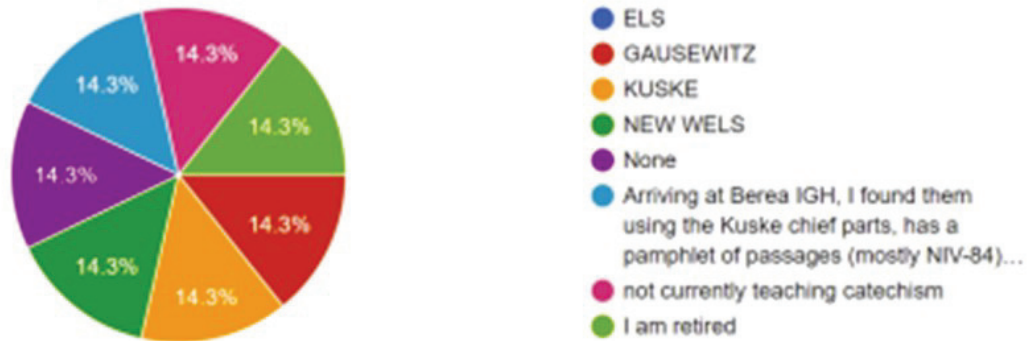 14.3%
14.3%
14.3%
14.3%
14.3%
14.3%
14.3%
ELS
GAUSEWITZ
KUSKE
NEW WELS
None
Arriving at Berea IGH, I found them
using the Kuske chief parts, has a
pamphlet of passages (mostly NIV-84)...
not currently teaching catechism
I am retired